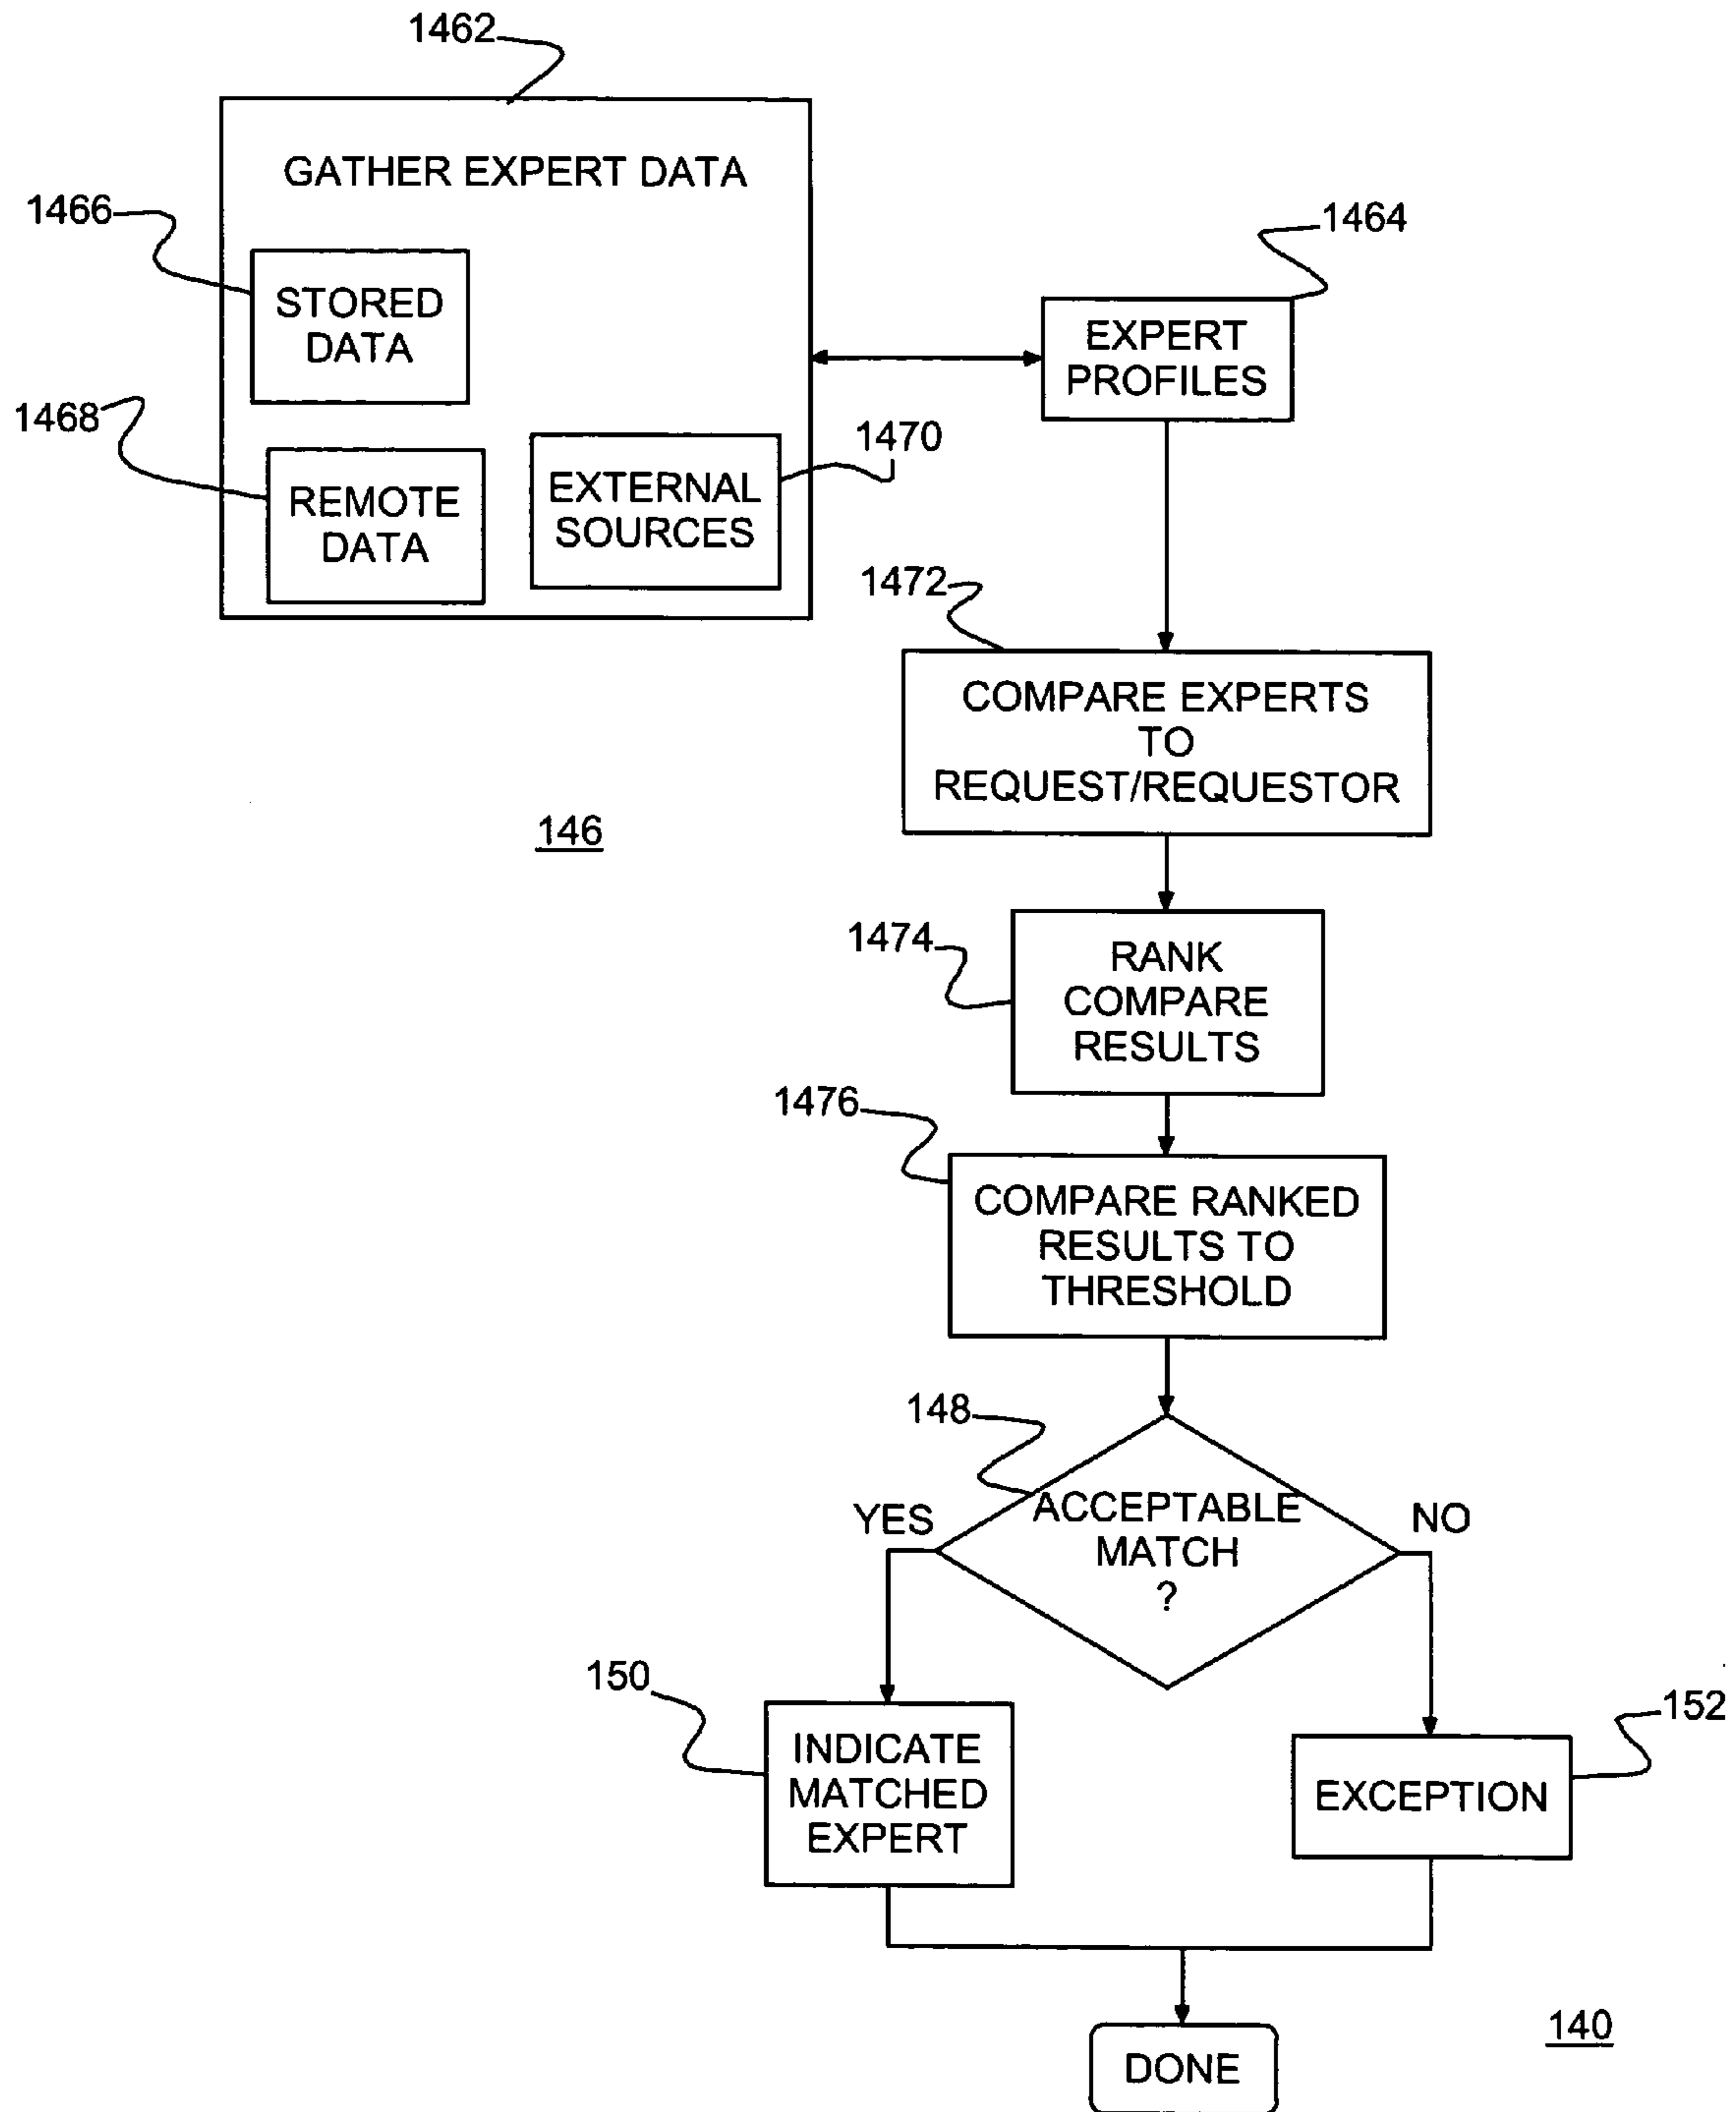 1462
GATHER EXPERT DATA
1466
1464
STORED
DATA
EXPERT
PROFILES
1468
1470
REMOTE
DATA
EXTERNAL
SOURCES
1472
COMPARE EXPERTS
TO
REQUEST/REQUESTOR
146
1474
RANK
COMPARE
RESULTS
1476
COMPARE RANKED
RESULTS TO
THRESHOLD
148
YES
ACCEPTABLE
MATCH
?
NO
150
INDICATE
MATCHED
EXPERT
152
EXCEPTION
140
DONE